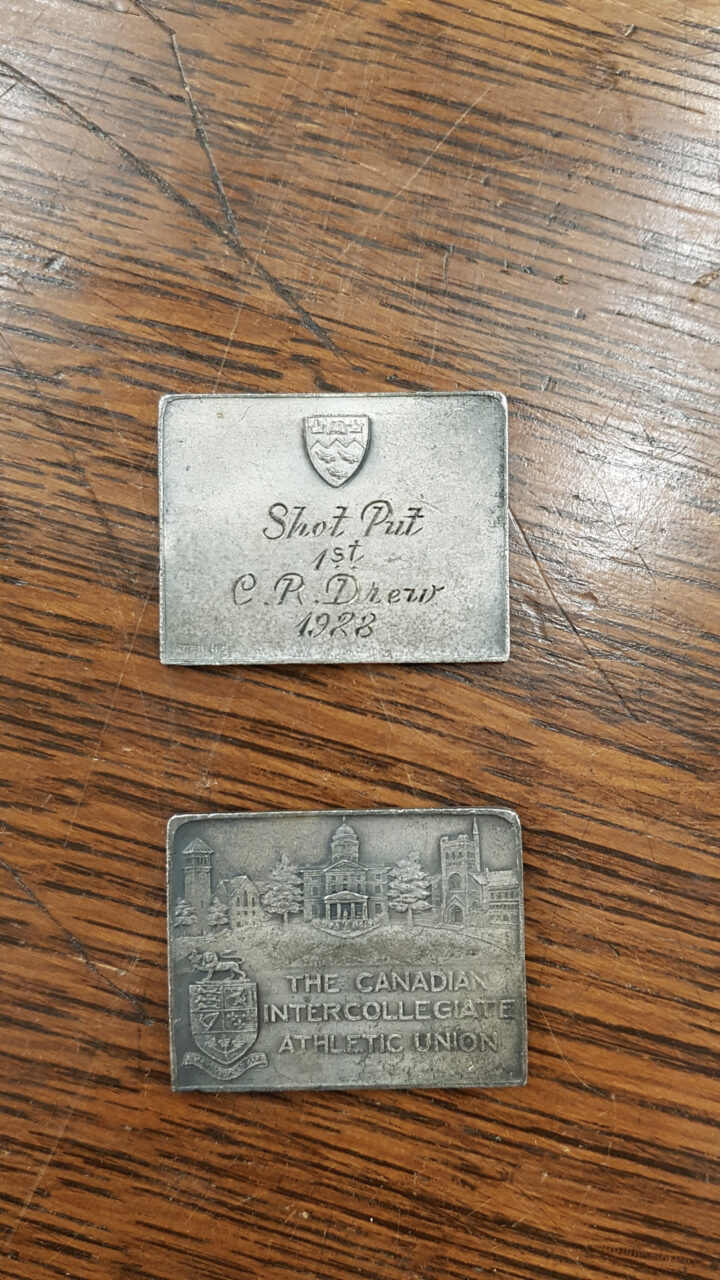 Shot Put
1st
C. R. Drew
1928
THE CANADIAN
INTERCOLLEGIATE
ATHLETIC UNION